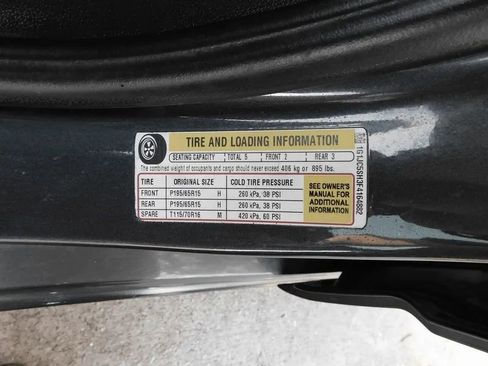 TIRE AND LOADING INFORMATION
SEATING CAPACITY TOTAL 5 FRONT 2 REAR 3
The combined weight of occupants and cargo should never exceed 406 kg or 895 lbs.
TIRE ORIGINAL SIZE COLD TIRE PRESSURE
FRONT P195/65R15 H 260 kPa, 38 PSI
REAR P195/65R15 H 260 kPa, 38 PSI
SPARE T115/70R16 M 420 kPa, 60 PSI
SEE OWNER'S
MANUAL FOR
ADDITIONAL
INFORMATION
1G1JC5SH3F4164882